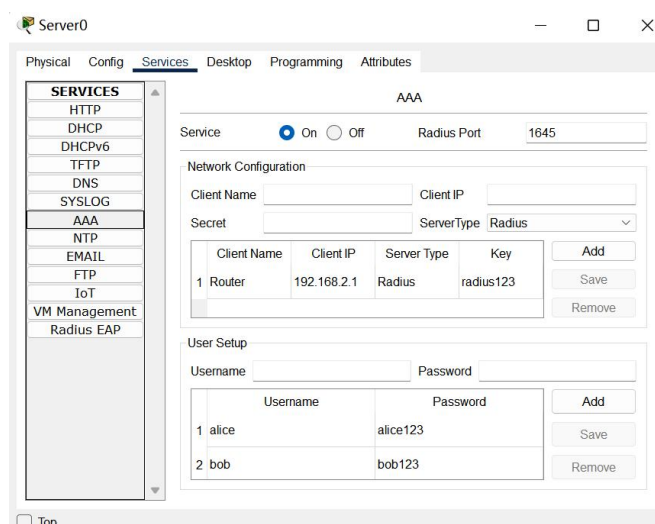 Server0
Physical Config Services Desktop Programming Attributes
SERVICES
HTTP
DHCP
DHCPv6
TFTP
DNS
SYSLOG
AAA
NTP
EMAIL
FTP
IoT
VM Management
Radius EAP
AAA
Service On Off Radius Port 1645
Network Configuration
Client Name Client IP
Secret ServerType Radius
Client Name Client IP Server Type Key
1 Router 192.168.2.1 Radius radius123
Add
Save
Remove
User Setup
Username Password
Username Password
1 alice alice123
2 bob bob123
Add
Save
Remove
Top